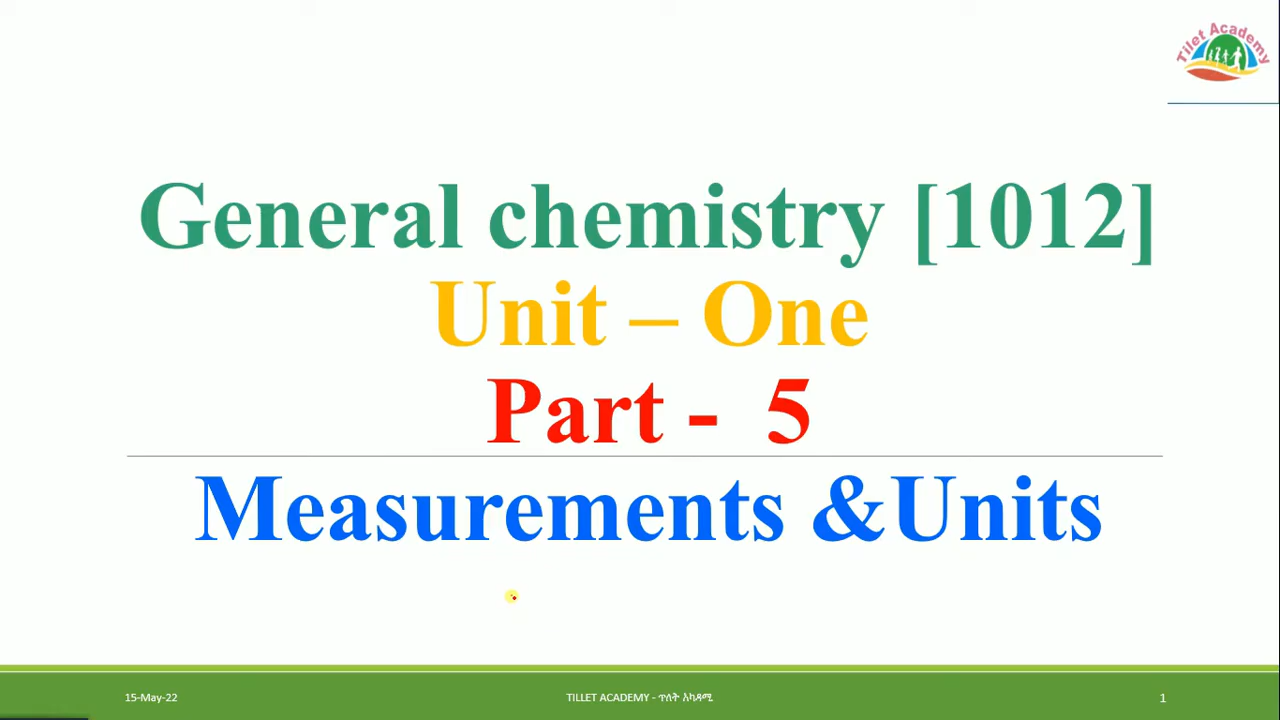 Tilet Academy
General chemistry [1012]
Unit – One
Part - 5
Measurements &Units
15-May-22
TILLET ACADEMY - ጥለት አካዳሚ
1